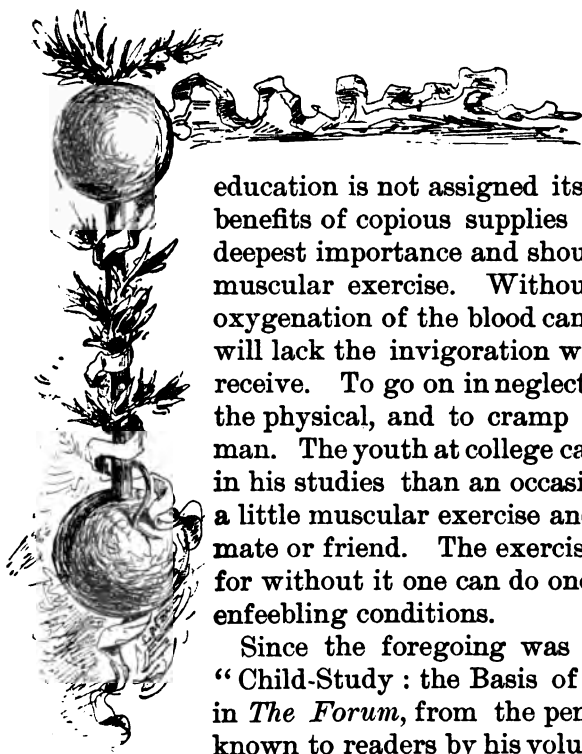 education is not assigned its
benefits of copious supplies
deepest importance and shou
muscular exercise. Withou
oxygenation of the blood can
will lack the invigoration w
receive. To go on in neglect
the physical, and to cramp
man. The youth at college ca
in his studies than an occasi
a little muscular exercise an
mate or friend. The exercis
for without it one can do on
enfeebling conditions.
Since the foregoing was
“ Child-Study : the Basis of
in The Forum, from the pen
known to readers by his volu